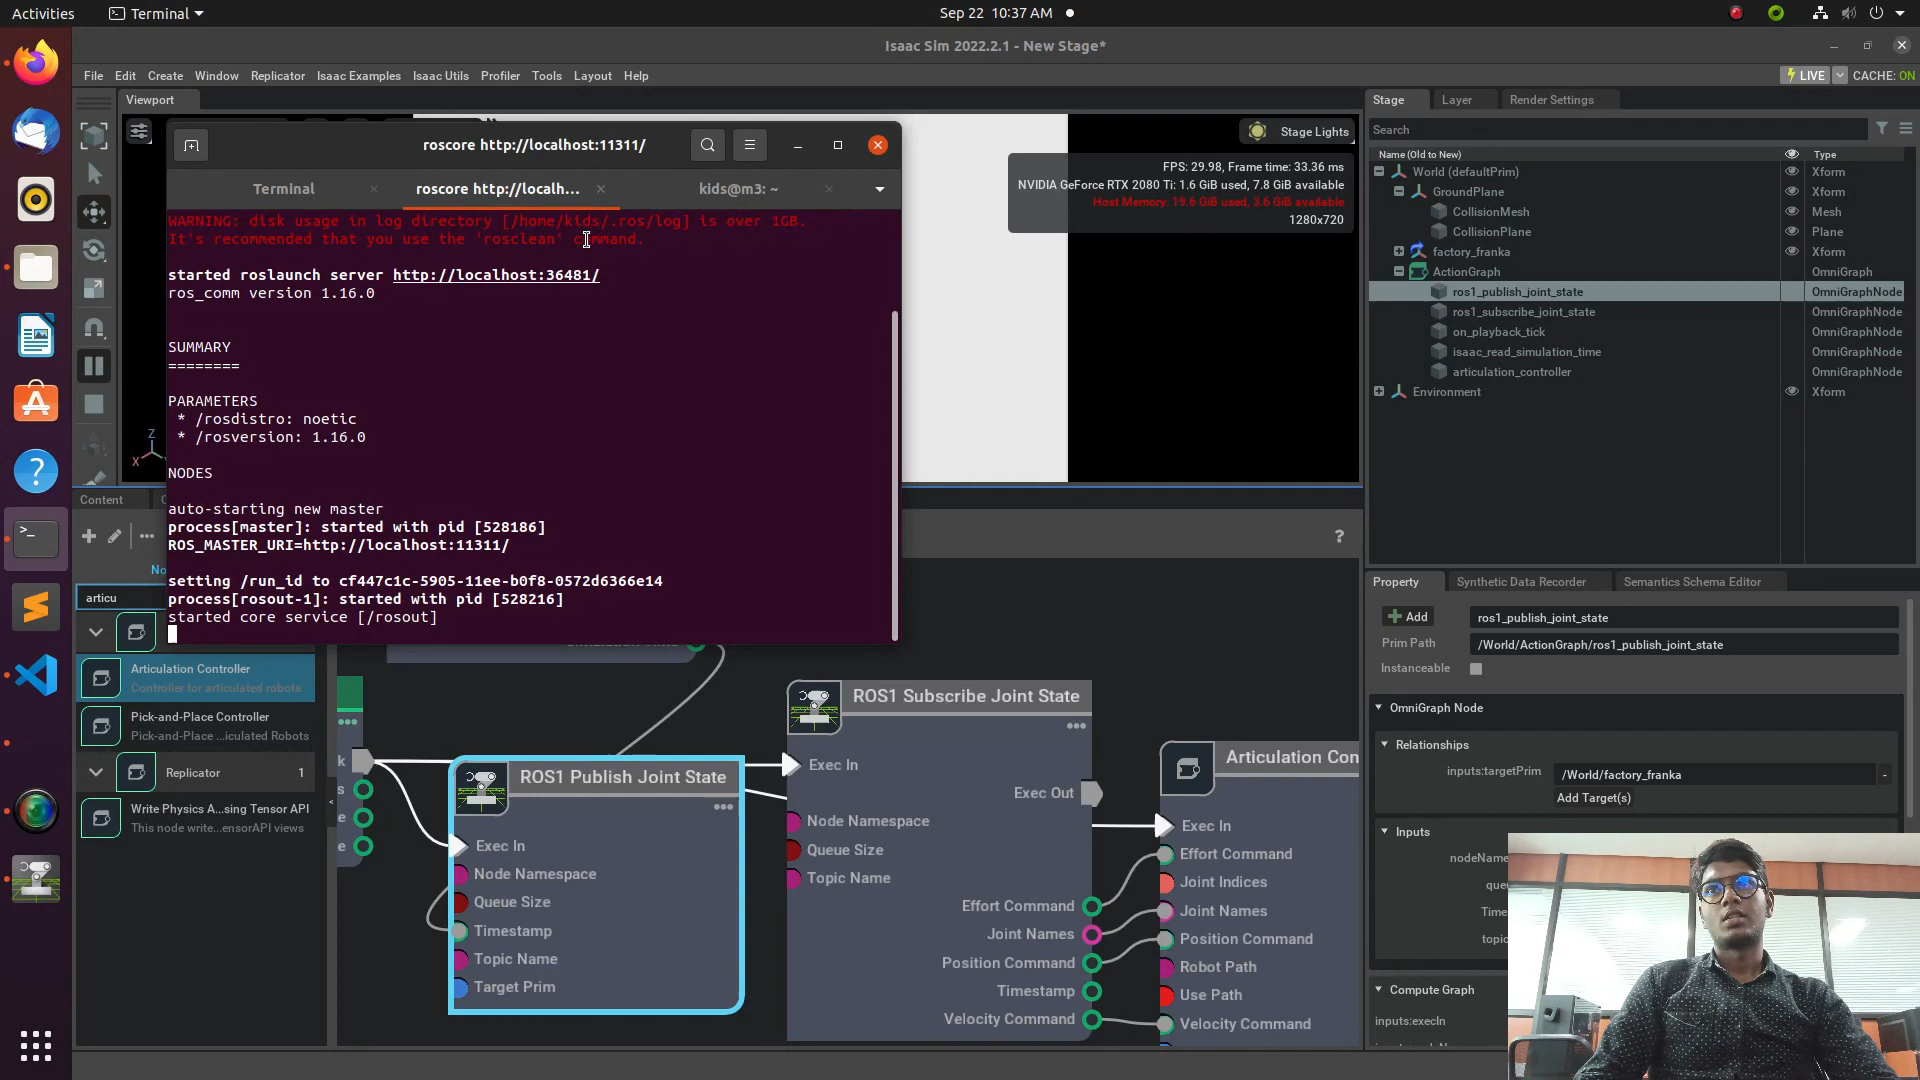 Activities
Terminal
Sep 22 10:37 AM
Isaac Sim 2022.2.1 - New Stage*
File Edit Create Window Replicator Isaac Examples Isaac Utils Profiler Tools Layout Help
LIVE
CACHE: ON
Viewport
roscore http://localhost:11311/
Terminal
roscore http://localh...
kids@m3: ~
WARNING: disk usage in log directory [/home/kids/.ros/log] is over 1GB.
It's recommended that you use the 'rosclean' command.
started roslaunch server http://localhost:36481/
ros_comm version 1.16.0
SUMMARY
========
PARAMETERS
* /rosdistro: noetic
* /rosversion: 1.16.0
NODES
auto-starting new master
process[master]: started with pid [528186]
ROS_MASTER_URI=http://localhost:11311/
setting /run_id to cf447c1c-5905-11ee-b0f8-0572d6366e14
process[rosout-1]: started with pid [528216]
started core service [/rosout]
Stage Lights
FPS: 29.98, Frame time: 33.36 ms
NVIDIA GeForce RTX 2080 Ti: 1.6 GiB used, 7.8 GiB available
Host Memory: 19.6 GiB used, 3.6 GiB available
1280x720
Z
X
Stage
Layer
Render Settings
Search
Name (Old to New)
Type
World (defaultPrim) Xform
GroundPlane Xform
CollisionMesh Mesh
CollisionPlane Plane
factory_franka Xform
ActionGraph OmniGraph
ros1_publish_joint_state OmniGraphNode
ros1_subscribe_joint_state OmniGraphNode
on_playback_tick OmniGraphNode
isaac_read_simulation_time OmniGraphNode
articulation_controller OmniGraphNode
Environment Xform
Content
No
articu
Articulation Controller
Controller for articulated robots
Pick-and-Place Controller
Pick-and-Place ...iculated Robots
Replicator 1
Write Physics A...sing Tensor API
This node write...ensorAPI views
?
k
s
e
e
ROS1 Publish Joint State
Exec In
Node Namespace
Queue Size
Timestamp
Topic Name
Target Prim
ROS1 Subscribe Joint State
Exec In
Exec Out
Node Namespace
Queue Size
Topic Name
Effort Command
Joint Names
Position Command
Timestamp
Velocity Command
Articulation Con
Exec In
Effort Command
Joint Indices
Joint Names
Position Command
Robot Path
Use Path
Velocity Command
Property
Synthetic Data Recorder
Semantics Schema Editor
Add
ros1_publish_joint_state
Prim Path
/World/ActionGraph/ros1_publish_joint_state
Instanceable
OmniGraph Node
Relationships
inputs:targetPrim
/World/factory_franka
-
Add Target(s)
Inputs
nodeName
que
Time
topic
Compute Graph
inputs:execIn